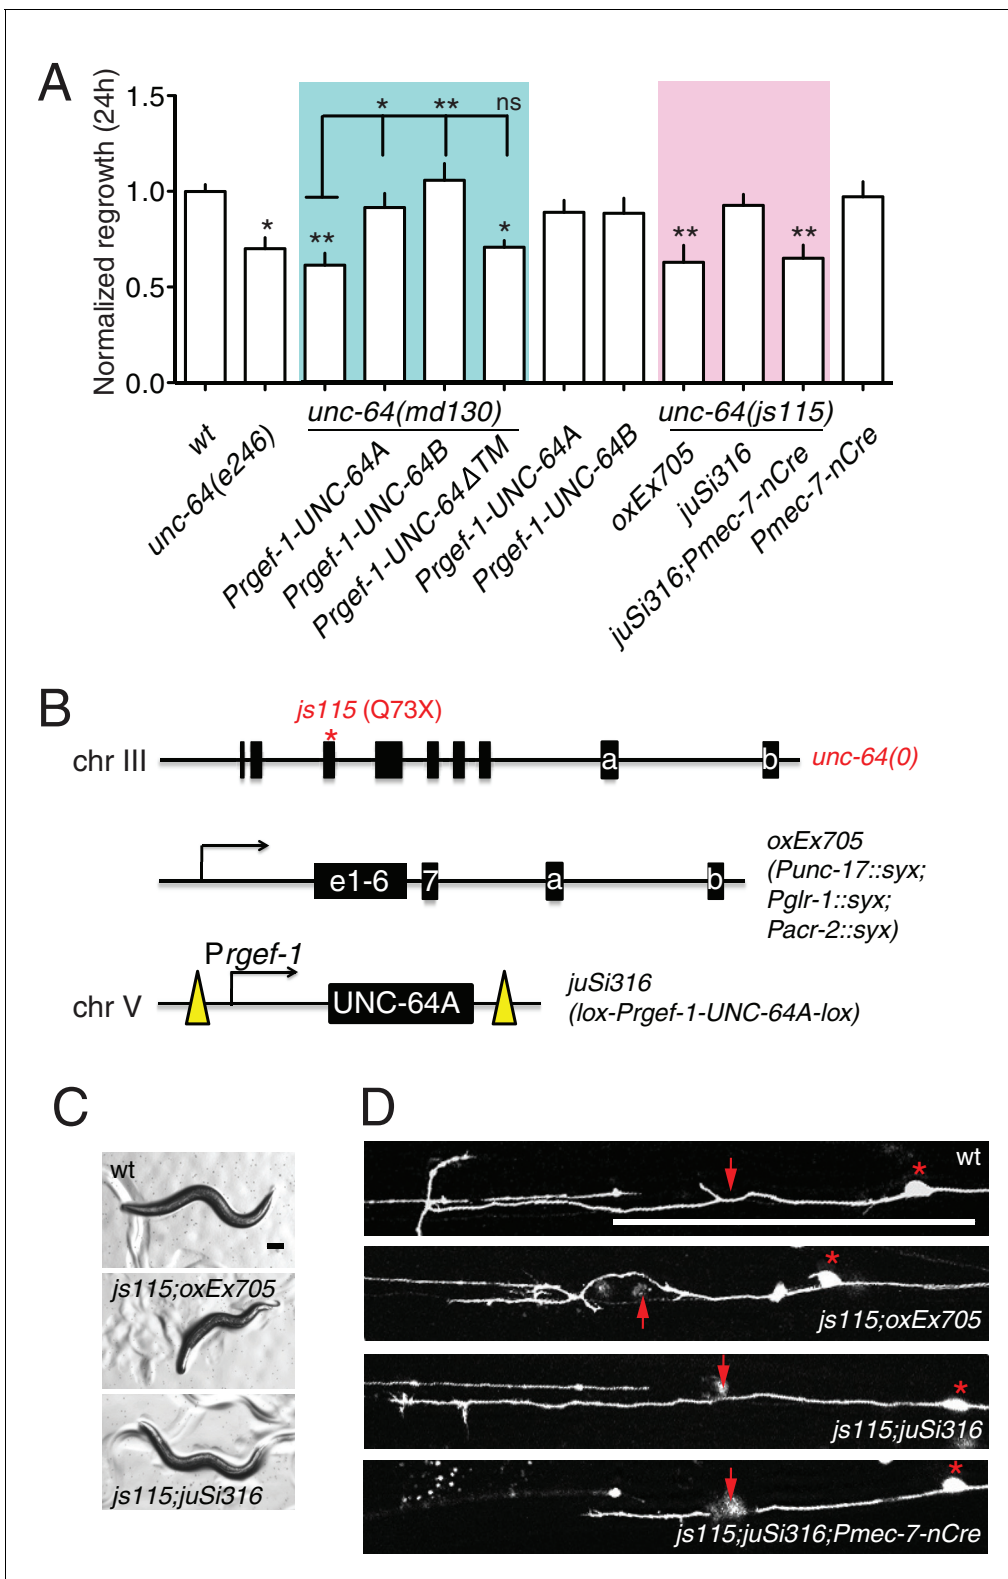 A
Normalized regrowth (24h)
1.5
1.0
0.5
0.0
*
**
*
**
ns
*
**
**
wt
unc-64(e246)
unc-64(md130)
Prgef-1-UNC-64A
Prgef-1-UNC-64B
Prgef-1-UNC-64ΔTM
Prgef-1-UNC-64A
Prgef-1-UNC-64B
unc-64(js115)
oxEx705
juSi316
juSi316;Pmec-7-nCre
Pmec-7-nCre
B
js115 (Q73X)
*
chr III
a
b
unc-64(0)
e1-6
7
a
b
oxEx705
(Punc-17::syx;
Pglr-1::syx;
Pacr-2::syx)
Prgef-1
chr V
UNC-64A
juSi316
(lox-Prgef-1-UNC-64A-lox)
C
wt
js115;oxEx705
js115;juSi316
D
wt
*
*
js115;oxEx705
*
js115;juSi316
*
js115;juSi316;Pmec-7-nCre